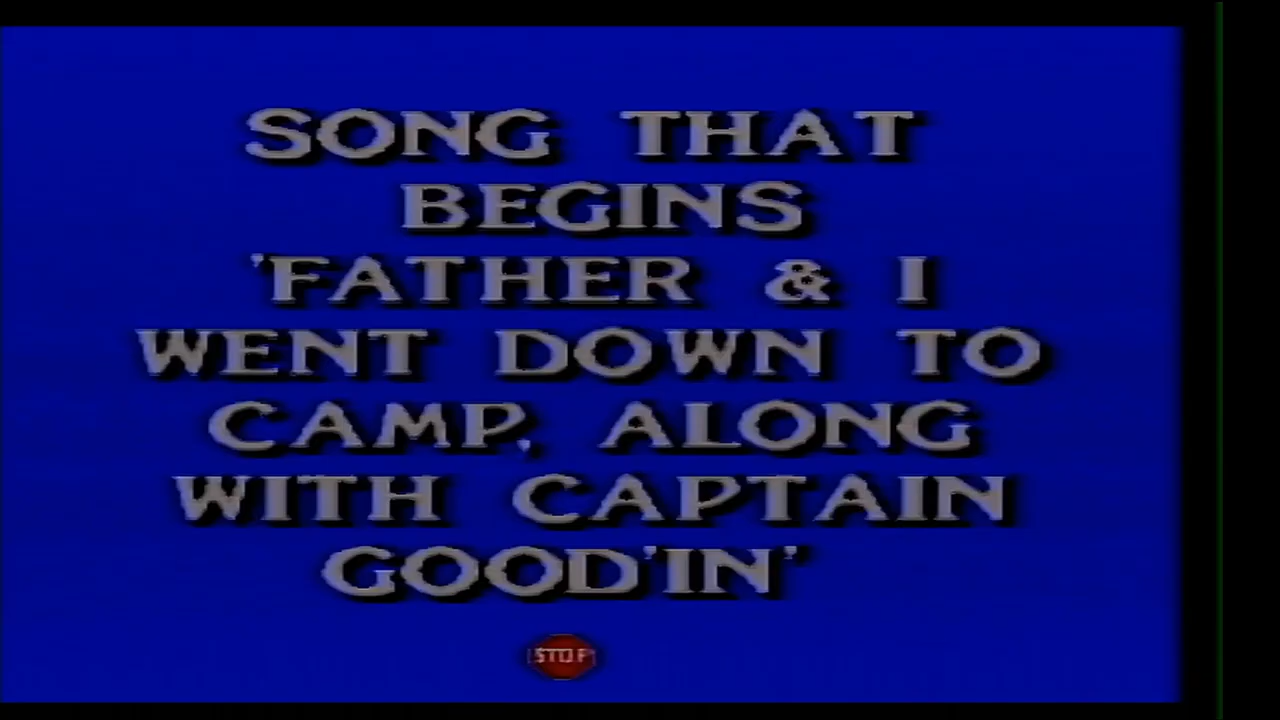 SONG THAT
BEGINS
'FATHER & I
WENT DOWN TO
CAMP, ALONG
WITH CAPTAIN
GOOD'IN'
STOP